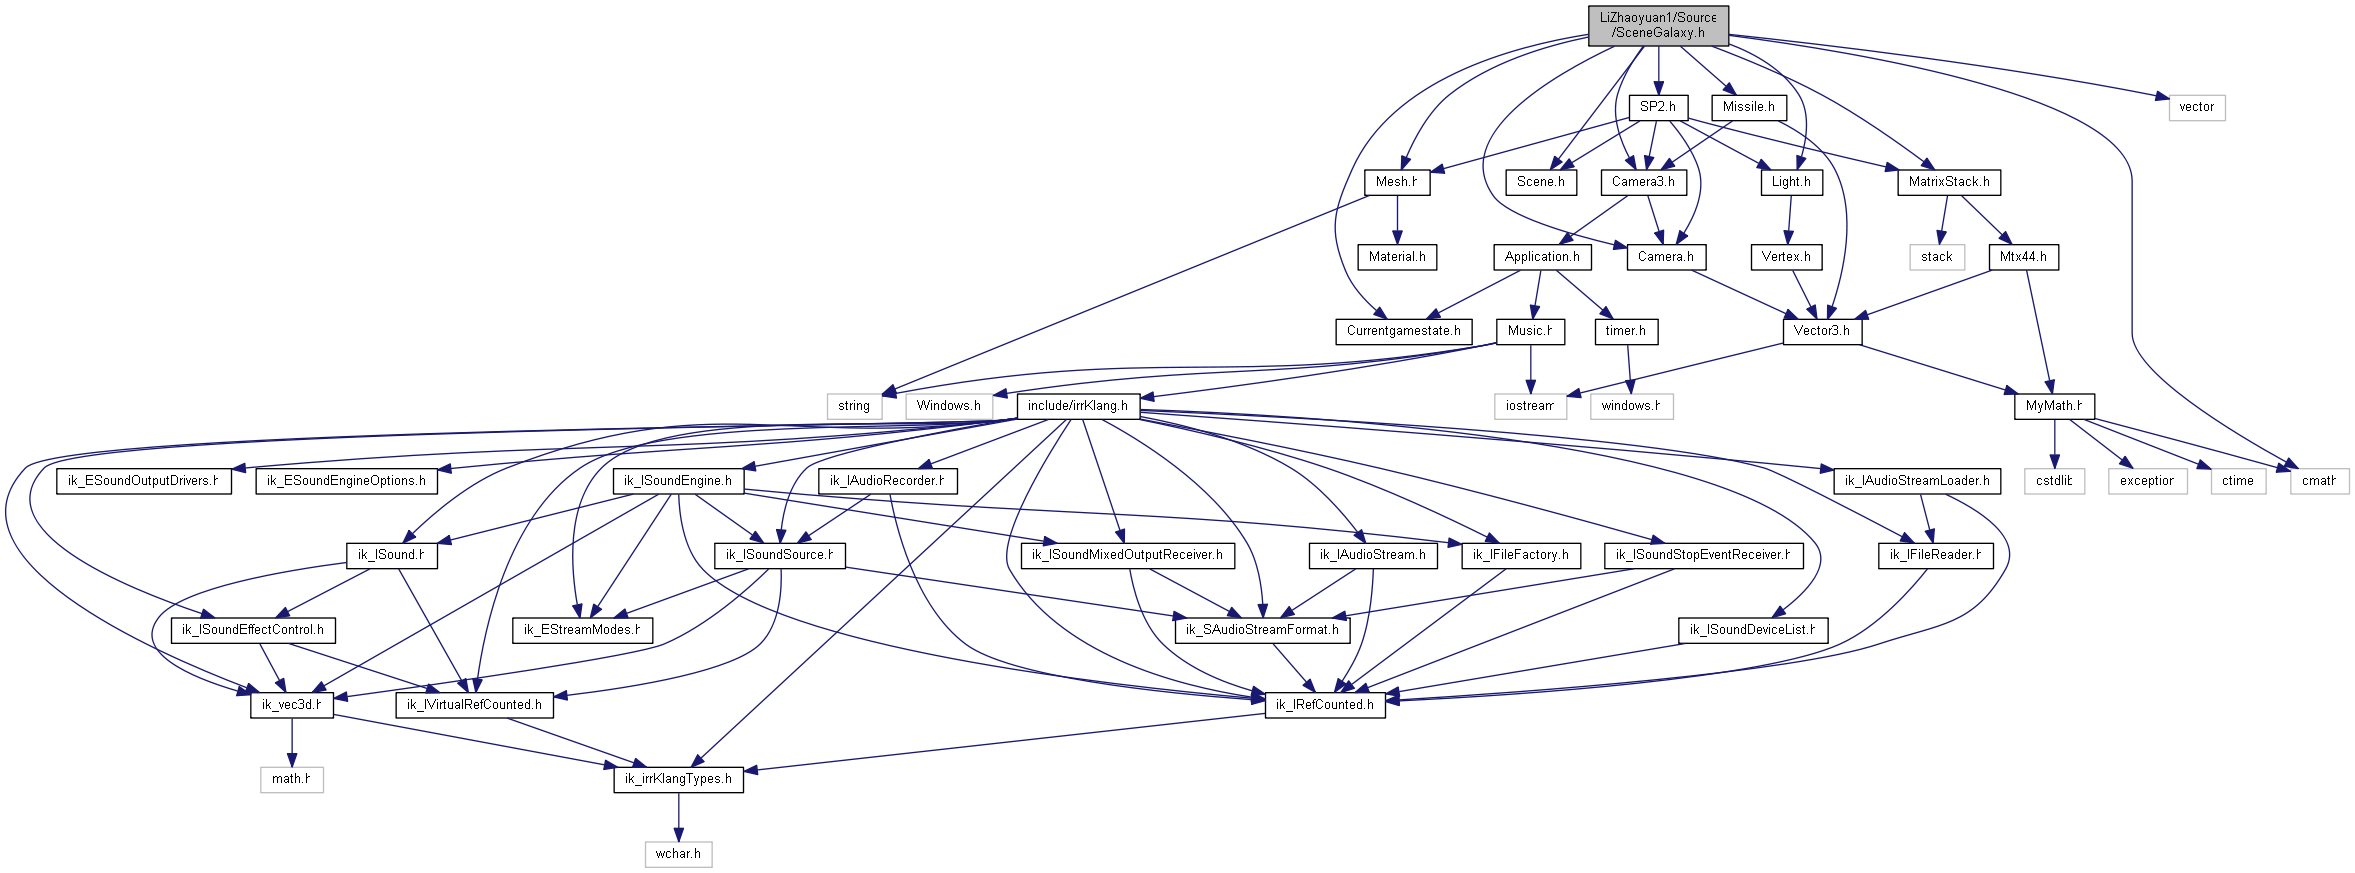 LiZhaoyuan1/Source
/SceneGalaxy.h
SP2.h
Missile.h
vector
Mesh.h
Scene.h
Camera3.h
Light.h
MatrixStack.h
Material.h
Application.h
Camera.h
Vertex.h
stack
Mtx44.h
Currentgamestate.h
Music.h
timer.h
Vector3.h
string
Windows.h
include/irrKlang.h
iostream
windows.h
MyMath.h
ik_ESoundOutputDrivers.h
ik_ESoundEngineOptions.h
ik_ISoundEngine.h
ik_IAudioRecorder.h
ik_IAudioStreamLoader.h
cstdlib
exception
ctime
cmath
ik_ISound.h
ik_ISoundSource.h
ik_ISoundMixedOutputReceiver.h
ik_IAudioStream.h
ik_IFileFactory.h
ik_ISoundStopEventReceiver.h
ik_IFileReader.h
ik_ISoundEffectControl.h
ik_EStreamModes.h
ik_SAudioStreamFormat.h
ik_ISoundDeviceList.h
ik_vec3d.h
ik_IVirtualRefCounted.h
ik_IRefCounted.h
math.h
ik_irrKlangTypes.h
wchar.h